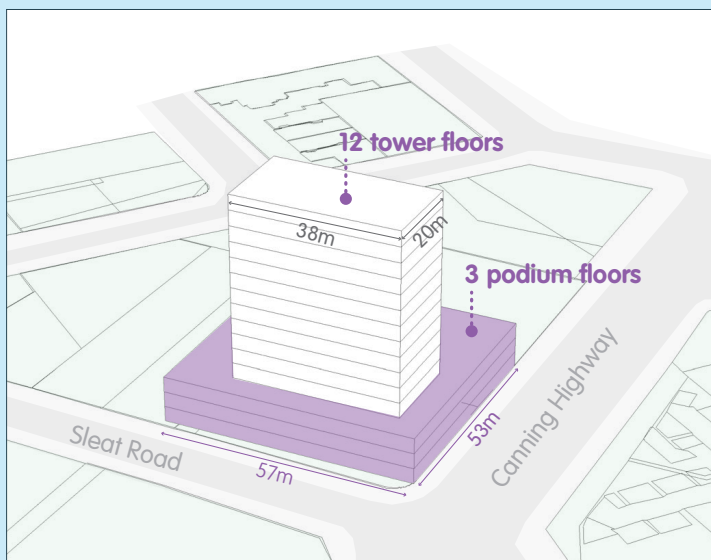 12 tower floors
38m
20m
3 podium floors
Sleat Road
57m
53m
Canning Highway